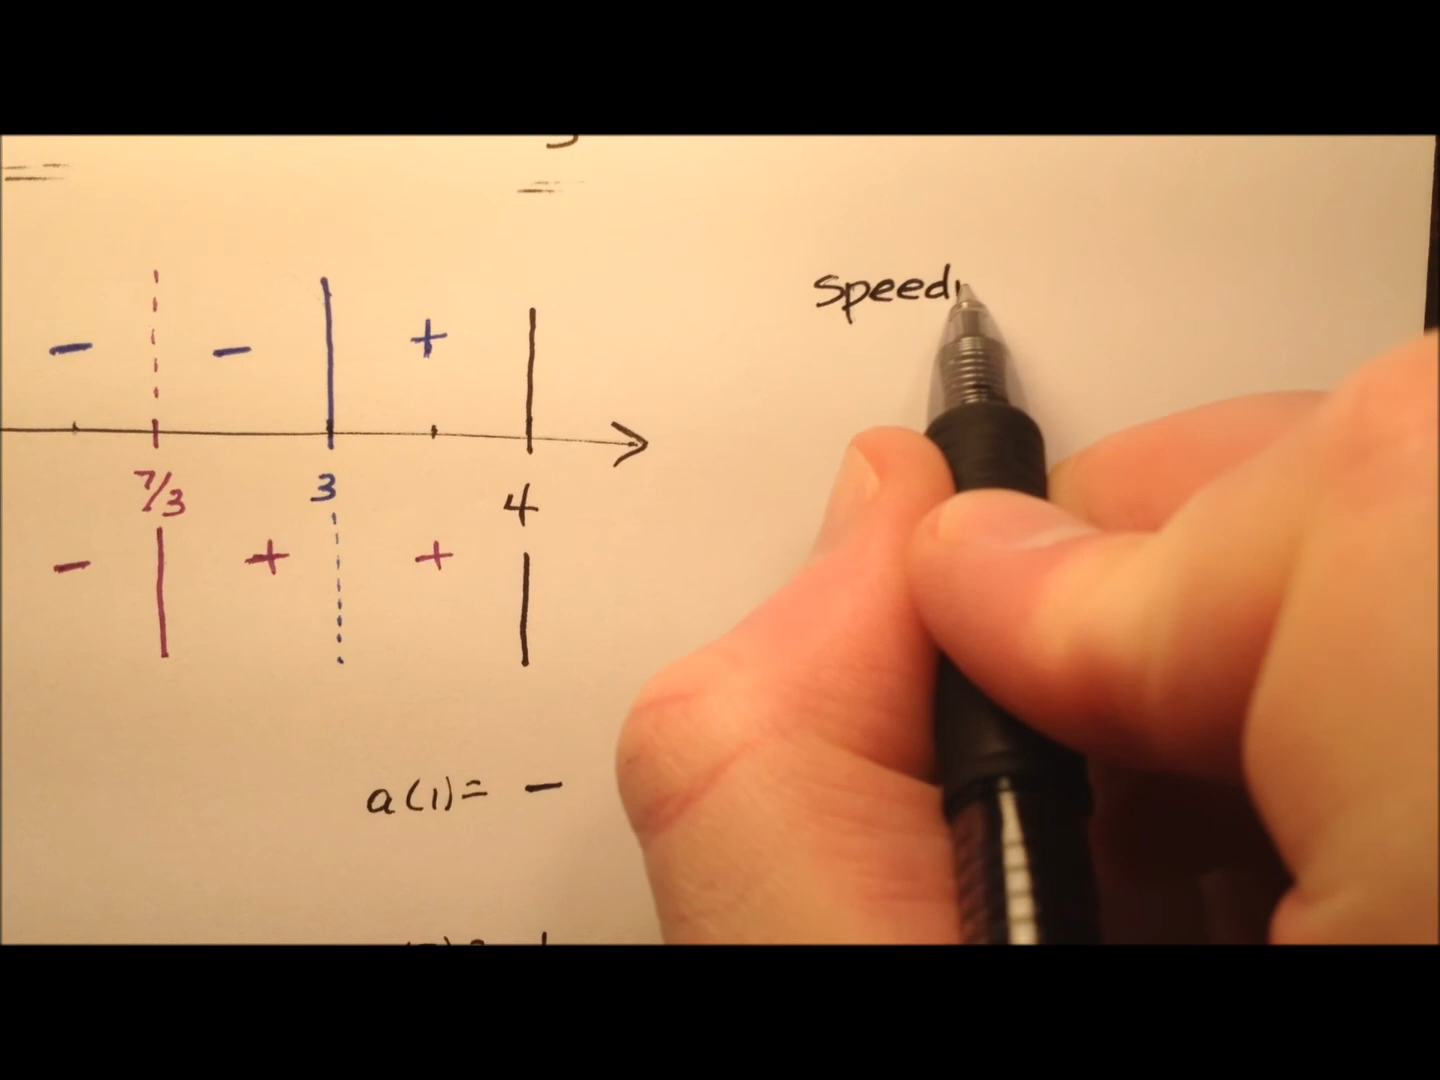 Speed
- - +
7/3 3 4
- + +
a(1) = -